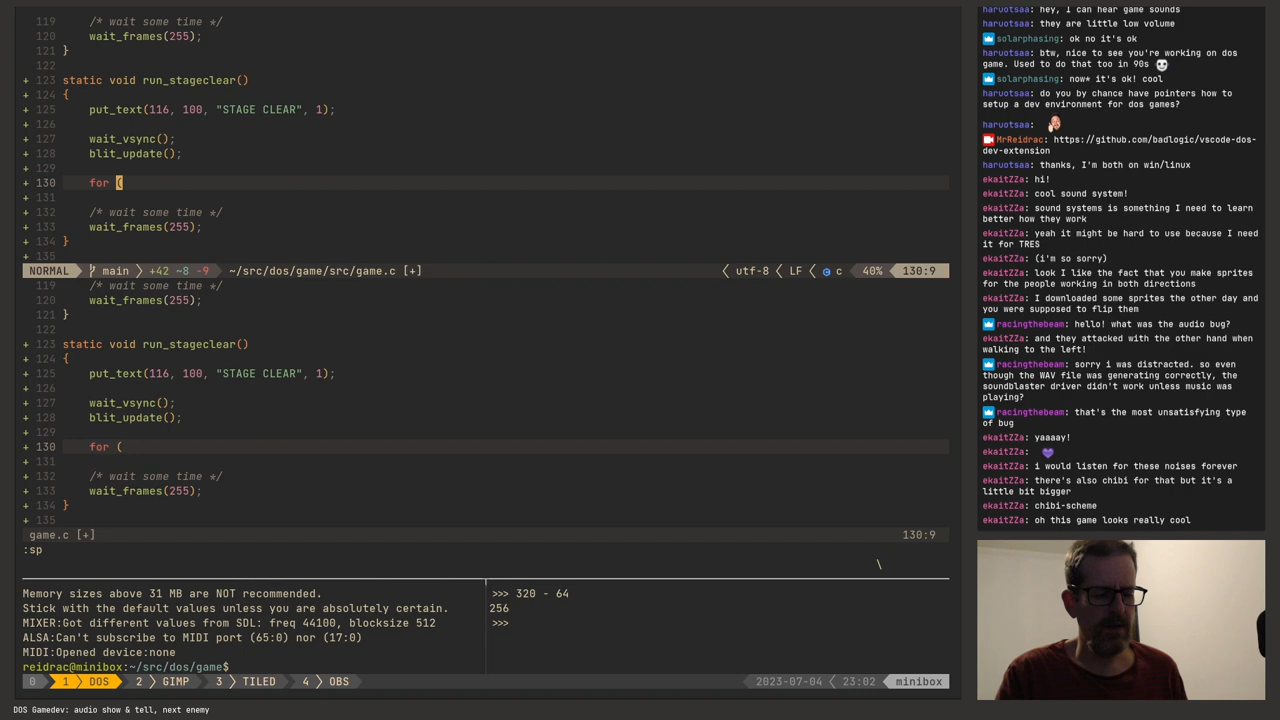 119     /* wait some time */
120     wait_frames(255);
121 }
122
+ 123 static void run_stageclear()
+ 124 {
+ 125     put_text(116, 100, "STAGE CLEAR", 1);
+ 126
+ 127     wait_vsync();
+ 128     blit_update();
+ 129
+ 130     for (
+ 131
+ 132     /* wait some time */
+ 133     wait_frames(255);
+ 134 }
+ 135
NORMAL main +42 ~8 -9 ~/src/dos/game/src/game.c [+] utf-8 LF c 40% 130:9
119     /* wait some time */
120     wait_frames(255);
121 }
122
+ 123 static void run_stageclear()
+ 124 {
+ 125     put_text(116, 100, "STAGE CLEAR", 1);
+ 126
+ 127     wait_vsync();
+ 128     blit_update();
+ 129
+ 130     for (
+ 131
+ 132     /* wait some time */
+ 133     wait_frames(255);
+ 134 }
+ 135
game.c [+] 130:9
:sp
\
Memory sizes above 31 MB are NOT recommended.
Stick with the default values unless you are absolutely certain.
MIXER:Got different values from SDL: freq 44100, blocksize 512
ALSA:Can't subscribe to MIDI port (65:0) nor (17:0)
MIDI:Opened device:none
reidrac@minibox:~/src/dos/game$
>>> 320 - 64
256
>>>
0 1 DOS 2 GIMP 3 TILED 4 OBS 2023-07-04 23:02 minibox
DOS Gamedev: audio show & tell, next enemy
haruotsaa: hey, I can hear game sounds
haruotsaa: they are little low volume
solarphasing: ok no it's ok
haruotsaa: btw, nice to see you're working on dos
game. Used to do that too in 90s
solarphasing: now* it's ok! cool
haruotsaa: do you by chance have pointers how to
setup a dev environment for dos games?
haruotsaa:
MrReidrac: https://github.com/badlogic/vscode-dos-
dev-extension
haruotsaa: thanks, I'm both on win/linux
ekaitZZa: hi!
ekaitZZa: cool sound system!
ekaitZZa: sound systems is something I need to learn
better how they work
ekaitZZa: yeah it might be hard to use because I need
it for TRES
ekaitZZa: (i'm so sorry)
ekaitZZa: look I like the fact that you make sprites
for the people working in both directions
ekaitZZa: I downloaded some sprites the other day and
you were supposed to flip them
racingthebeam: hello! what was the audio bug?
ekaitZZa: and they attacked with the other hand when
walking to the left!
racingthebeam: sorry i was distracted. so even
though the WAV file was generating correctly, the
soundblaster driver didn't work unless music was
playing?
racingthebeam: that's the most unsatisfying type
of bug
ekaitZZa: yaaaay!
ekaitZZa:
ekaitZZa: i would listen for these noises forever
ekaitZZa: there's also chibi for that but it's a
little bit bigger
ekaitZZa: chibi-scheme
ekaitZZa: oh this game looks really cool